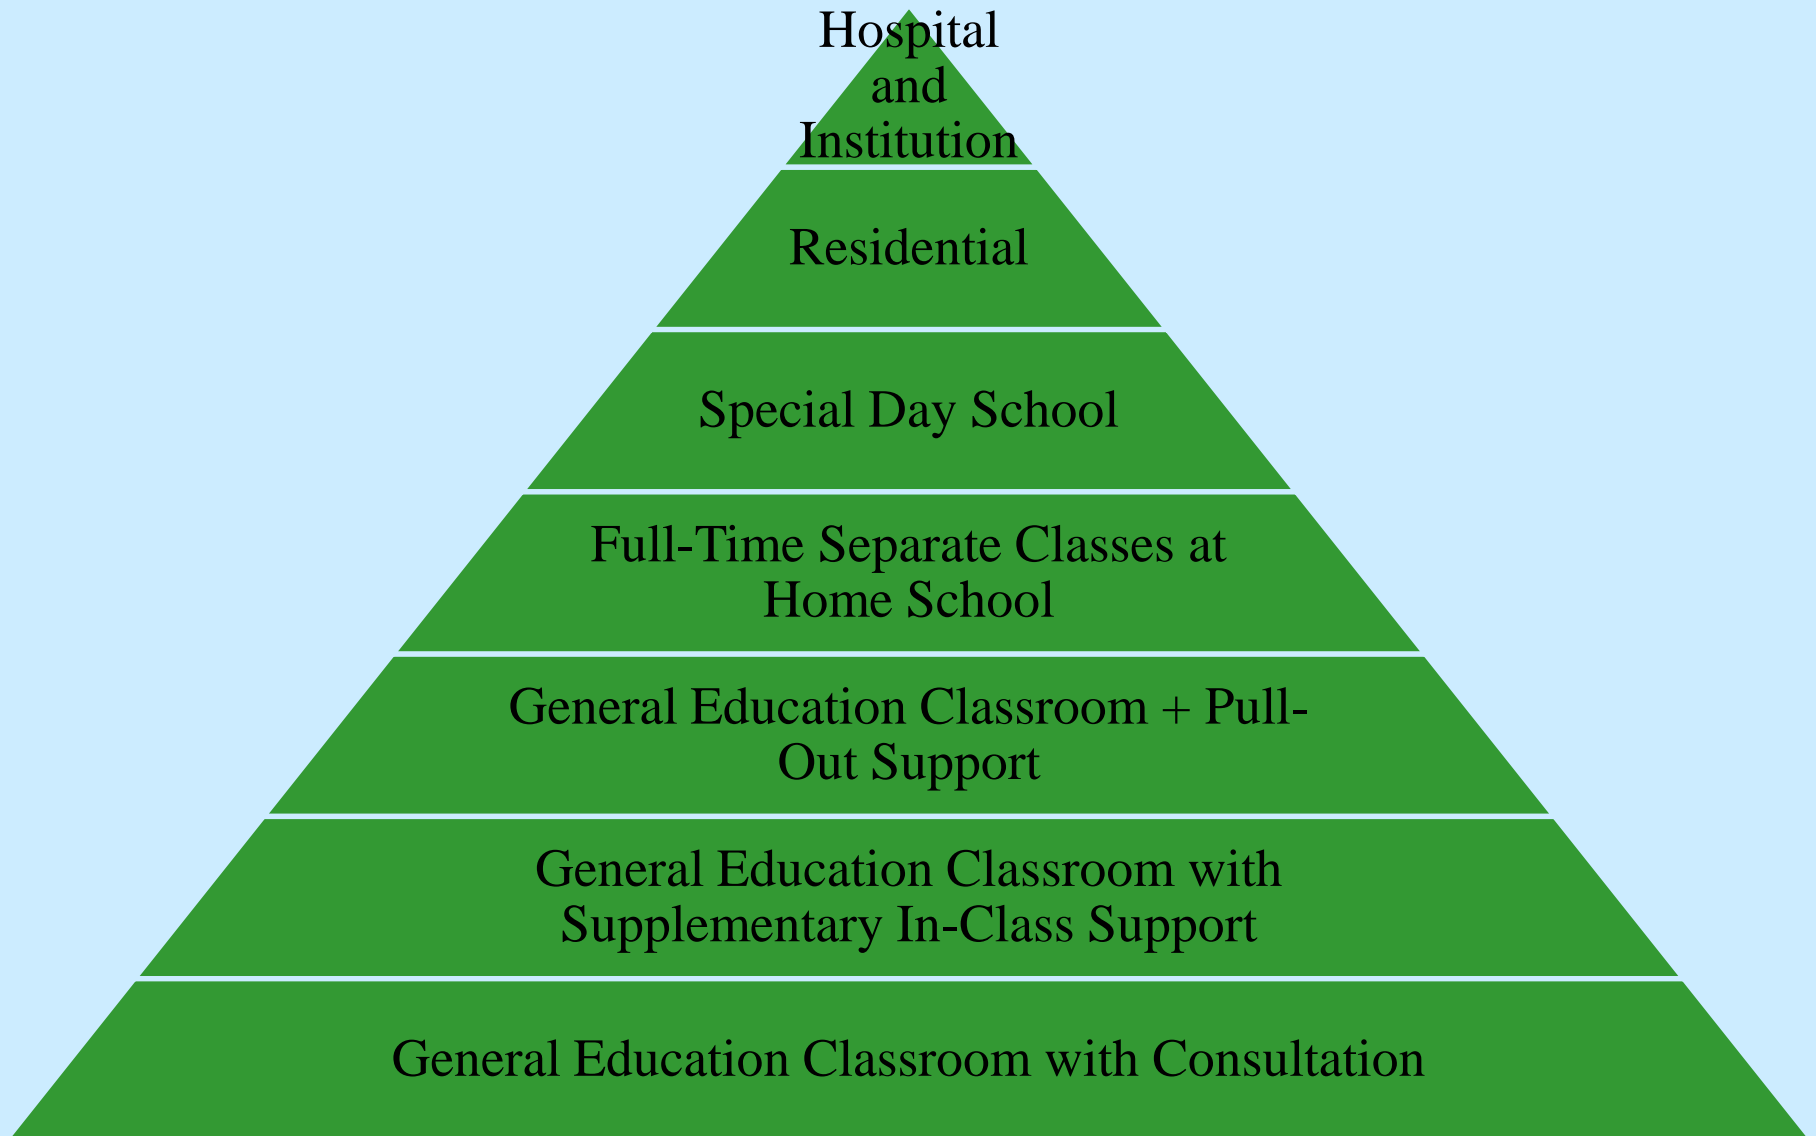 Hospital
and
Institution
Residential
Special Day School
Full-Time Separate Classes at
Home School
General Education Classroom + Pull-
Out Support
General Education Classroom with
Supplementary In-Class Support
General Education Classroom with Consultation